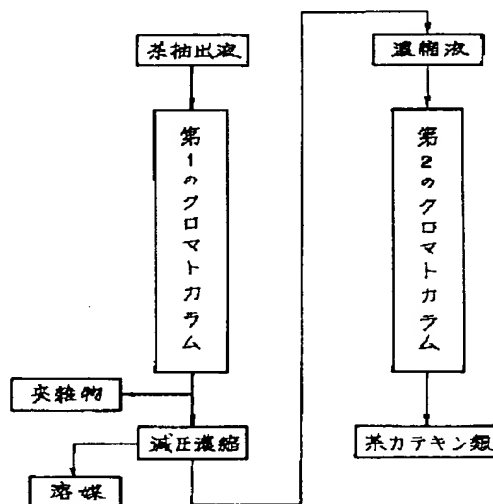 茶抽出液
第1のクロマトカラム
夾雑物
減圧濃縮
溶媒
濃縮液
第2のクロマトカラム
茶カテキン類